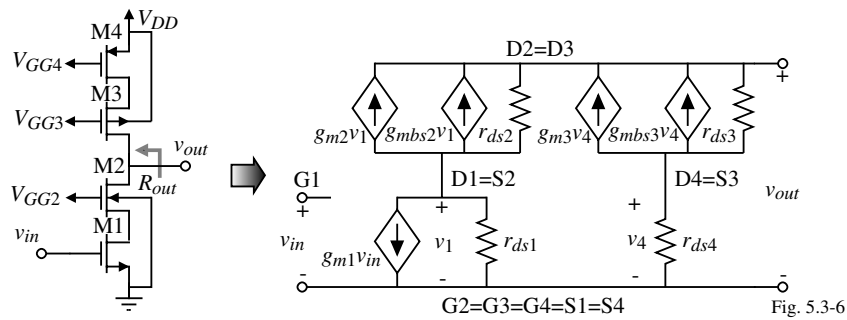 M4
V_DD
V_GG4
M3
V_GG3
v_out
M2
R_out
V_GG2
M1
v_in
D2=D3
+
g_m2v_1
g_mbs2v_1
r_ds2
g_m3v_4
g_mbs3v_4
r_ds3
G1
+
D1=S2
D4=S3
v_out
v_in
g_m1v_in
+
v_1
-
r_ds1
+
v_4
-
r_ds4
-
-
G2=G3=G4=S1=S4
Fig. 5.3-6